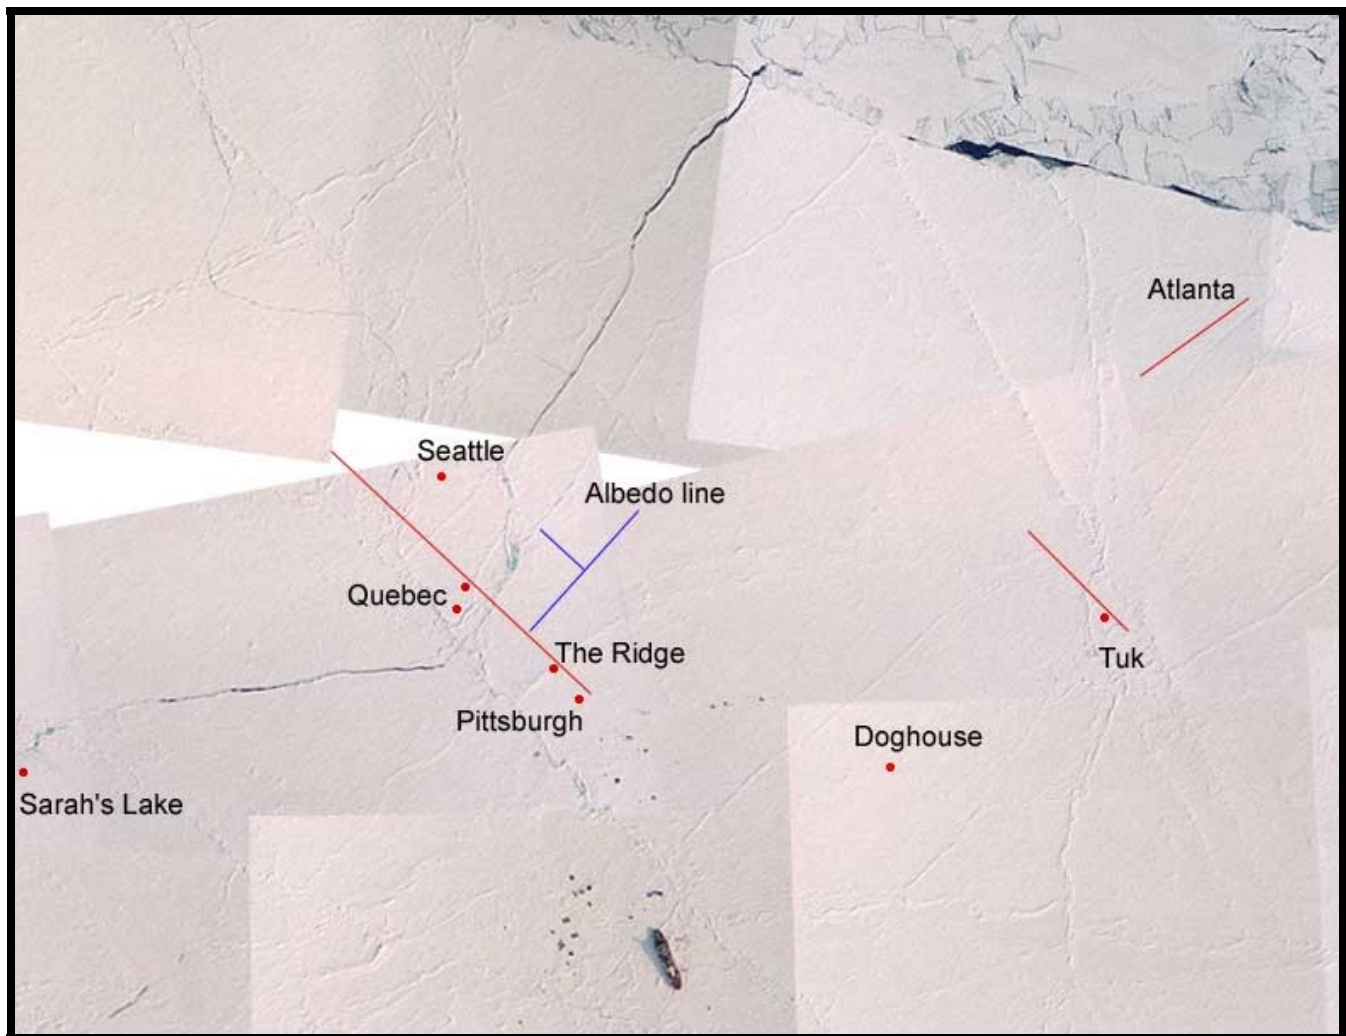 Atlanta
Seattle
Albedo line
Quebec
The Ridge
Tuk
Pittsburgh
Doghouse
Sarah's Lake